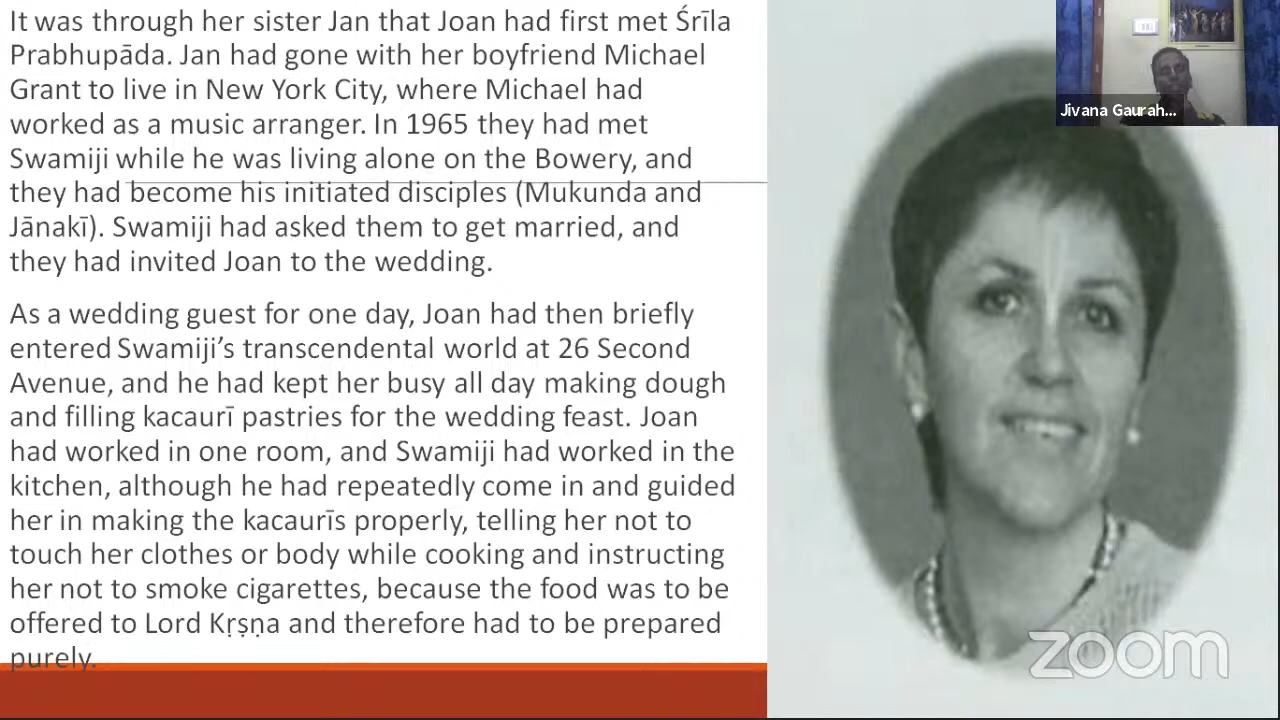 It was through her sister Jan that Joan had first met Śrīla
Prabhupāda. Jan had gone with her boyfriend Michael
Grant to live in New York City, where Michael had
worked as a music arranger. In 1965 they had met
Swamiji while he was living alone on the Bowery, and
they had become his initiated disciples (Mukunda and
Jānakī). Swamiji had asked them to get married, and
they had invited Joan to the wedding.
As a wedding guest for one day, Joan had then briefly
entered Swamiji’s transcendental world at 26 Second
Avenue, and he had kept her busy all day making dough
and filling kacaurī pastries for the wedding feast. Joan
had worked in one room, and Swamiji had worked in the
kitchen, although he had repeatedly come in and guided
her in making the kacaurīs properly, telling her not to
touch her clothes or body while cooking and instructing
her not to smoke cigarettes, because the food was to be
offered to Lord Kṛṣṇa and therefore had to be prepared
purely.
Jivana Gaurah...
zoom